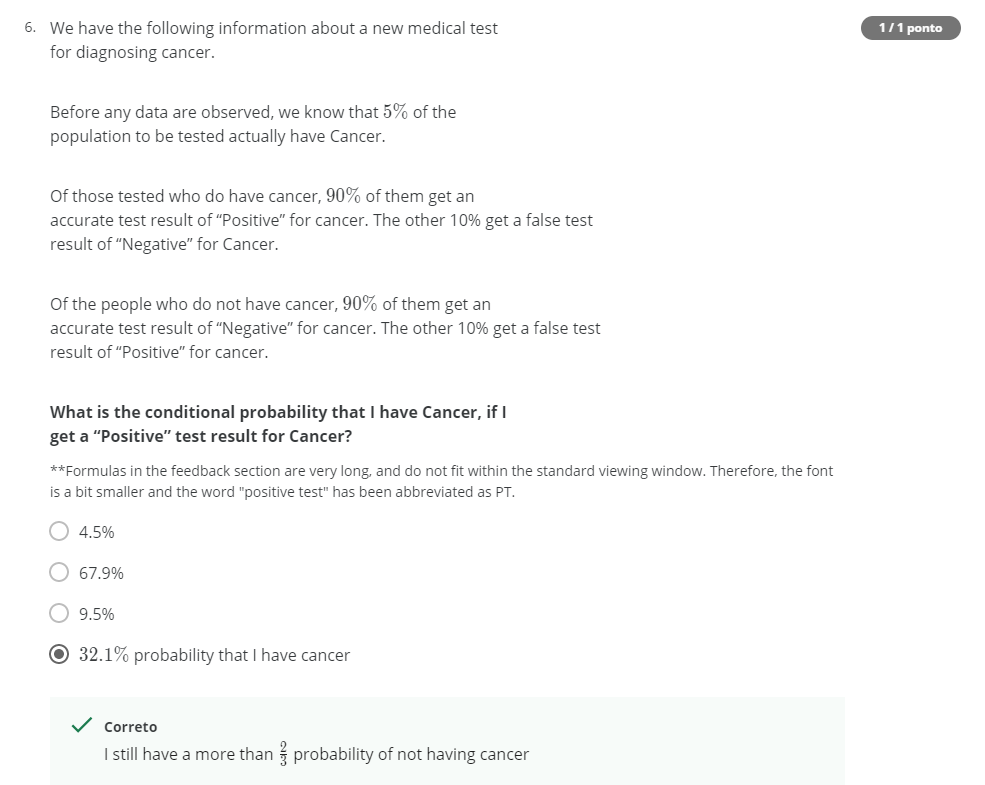 6. We have the following information about a new medical test
1 / 1 ponto
for diagnosing cancer.
Before any data are observed, we know that 5% of the
population to be tested actually have Cancer.
Of those tested who do have cancer, 90% of them get an
accurate test result of “Positive” for cancer. The other 10% get a false test
result of “Negative” for Cancer.
Of the people who do not have cancer, 90% of them get an
accurate test result of “Negative” for cancer. The other 10% get a false test
result of “Positive” for cancer.
What is the conditional probability that I have Cancer, if I
get a “Positive” test result for Cancer?
**Formulas in the feedback section are very long, and do not fit within the standard viewing window. Therefore, the font
is a bit smaller and the word "positive test" has been abbreviated as PT.
4.5%
67.9%
9.5%
32.1% probability that I have cancer
Correto
I still have a more than 2/3 probability of not having cancer